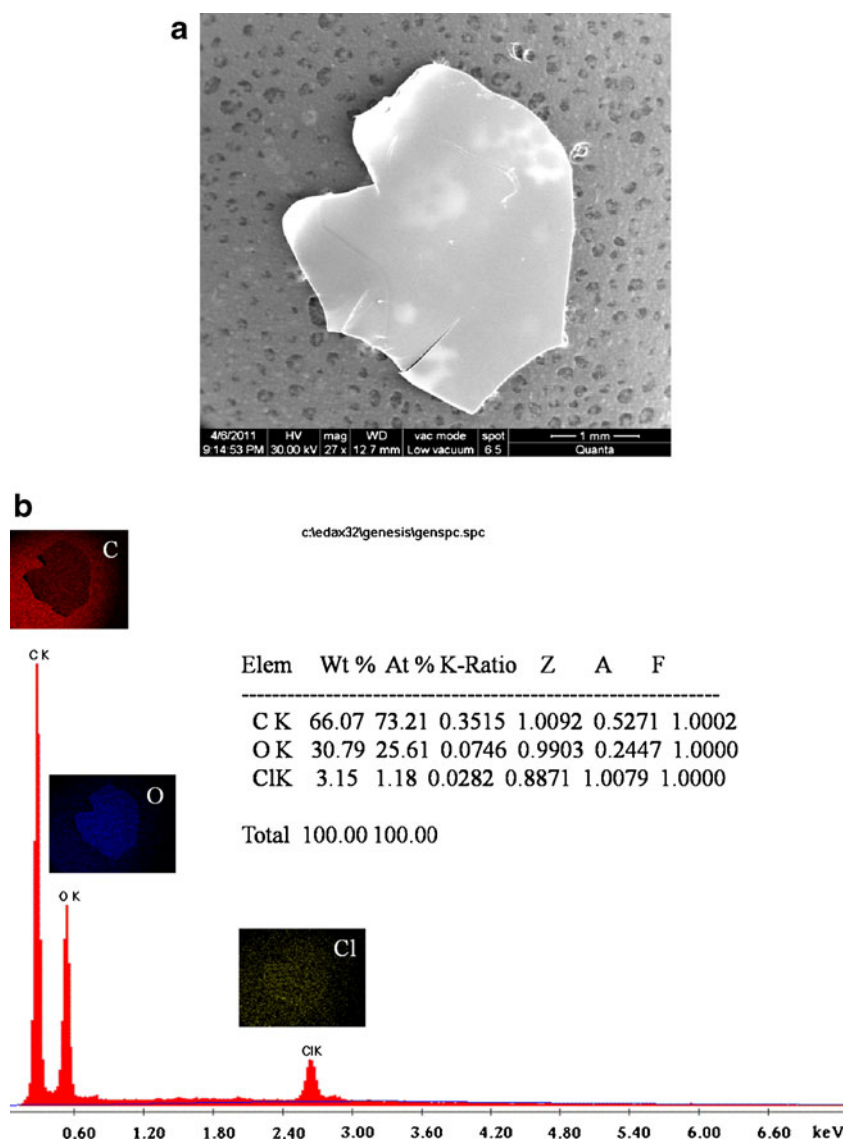 a
4/6/2011 HV mag WD vac mode spot 1 mm
9:14:53 PM 30.00 kV 27 x 12.7 mm Low vacuum 6.5 Quanta
b
c:\edax32\genesis\genspc.spc
C
C K
Elem Wt % At % K-Ratio Z A F
C K 66.07 73.21 0.3515 1.0092 0.5271 1.0002
O K 30.79 25.61 0.0746 0.9903 0.2447 1.0000
ClK 3.15 1.18 0.0282 0.8871 1.0079 1.0000
Total 100.00 100.00
O
O K
Cl
ClK
0.60 1.20 1.80 2.40 3.00 3.60 4.20 4.80 5.40 6.00 6.60 keV